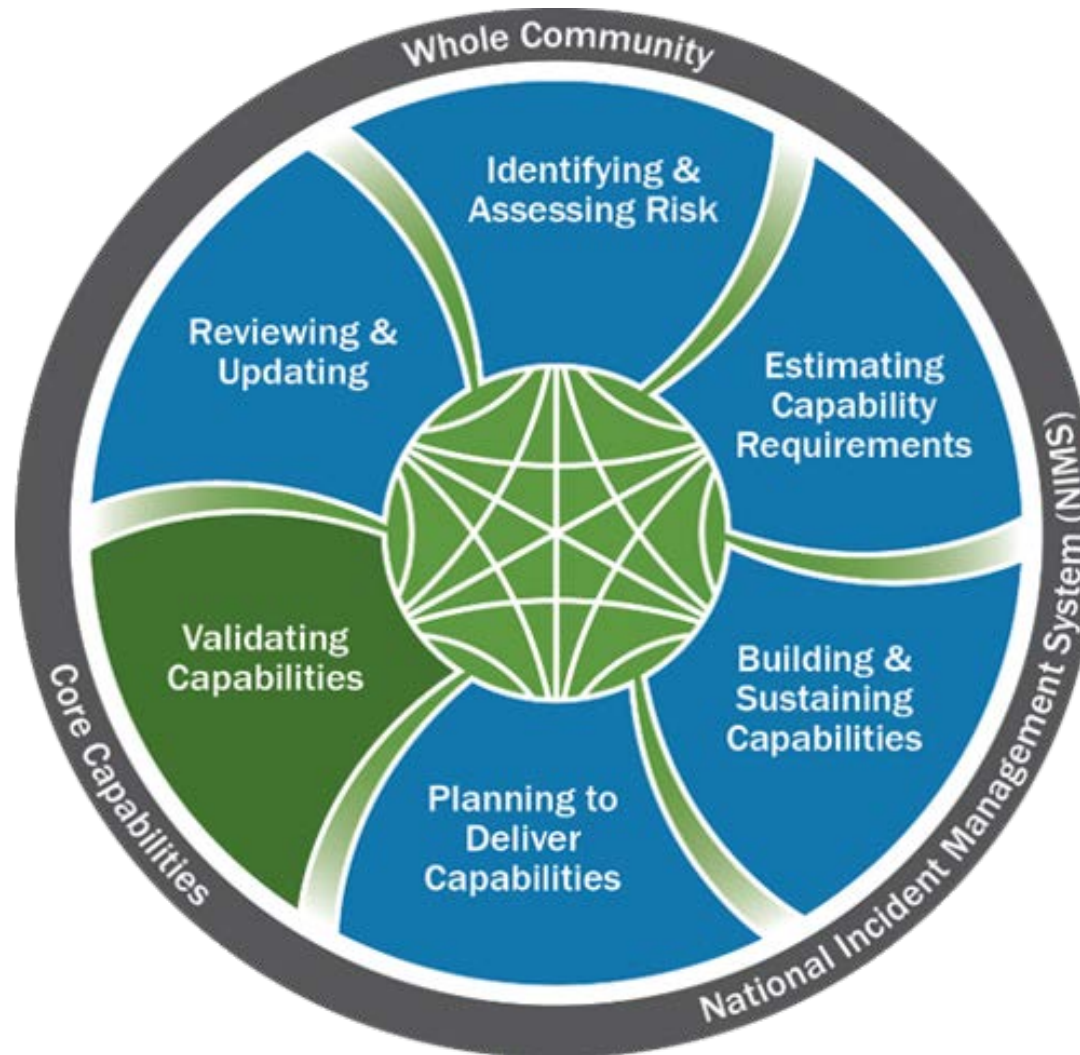 Whole Community
Identifying &
Assessing Risk
Estimating
Capability
Requirements
Building &
Sustaining
Capabilities
Planning to
Deliver
Capabilities
Validating
Capabilities
Reviewing &
Updating
National Incident Management System (NIMS)
Core Capabilities